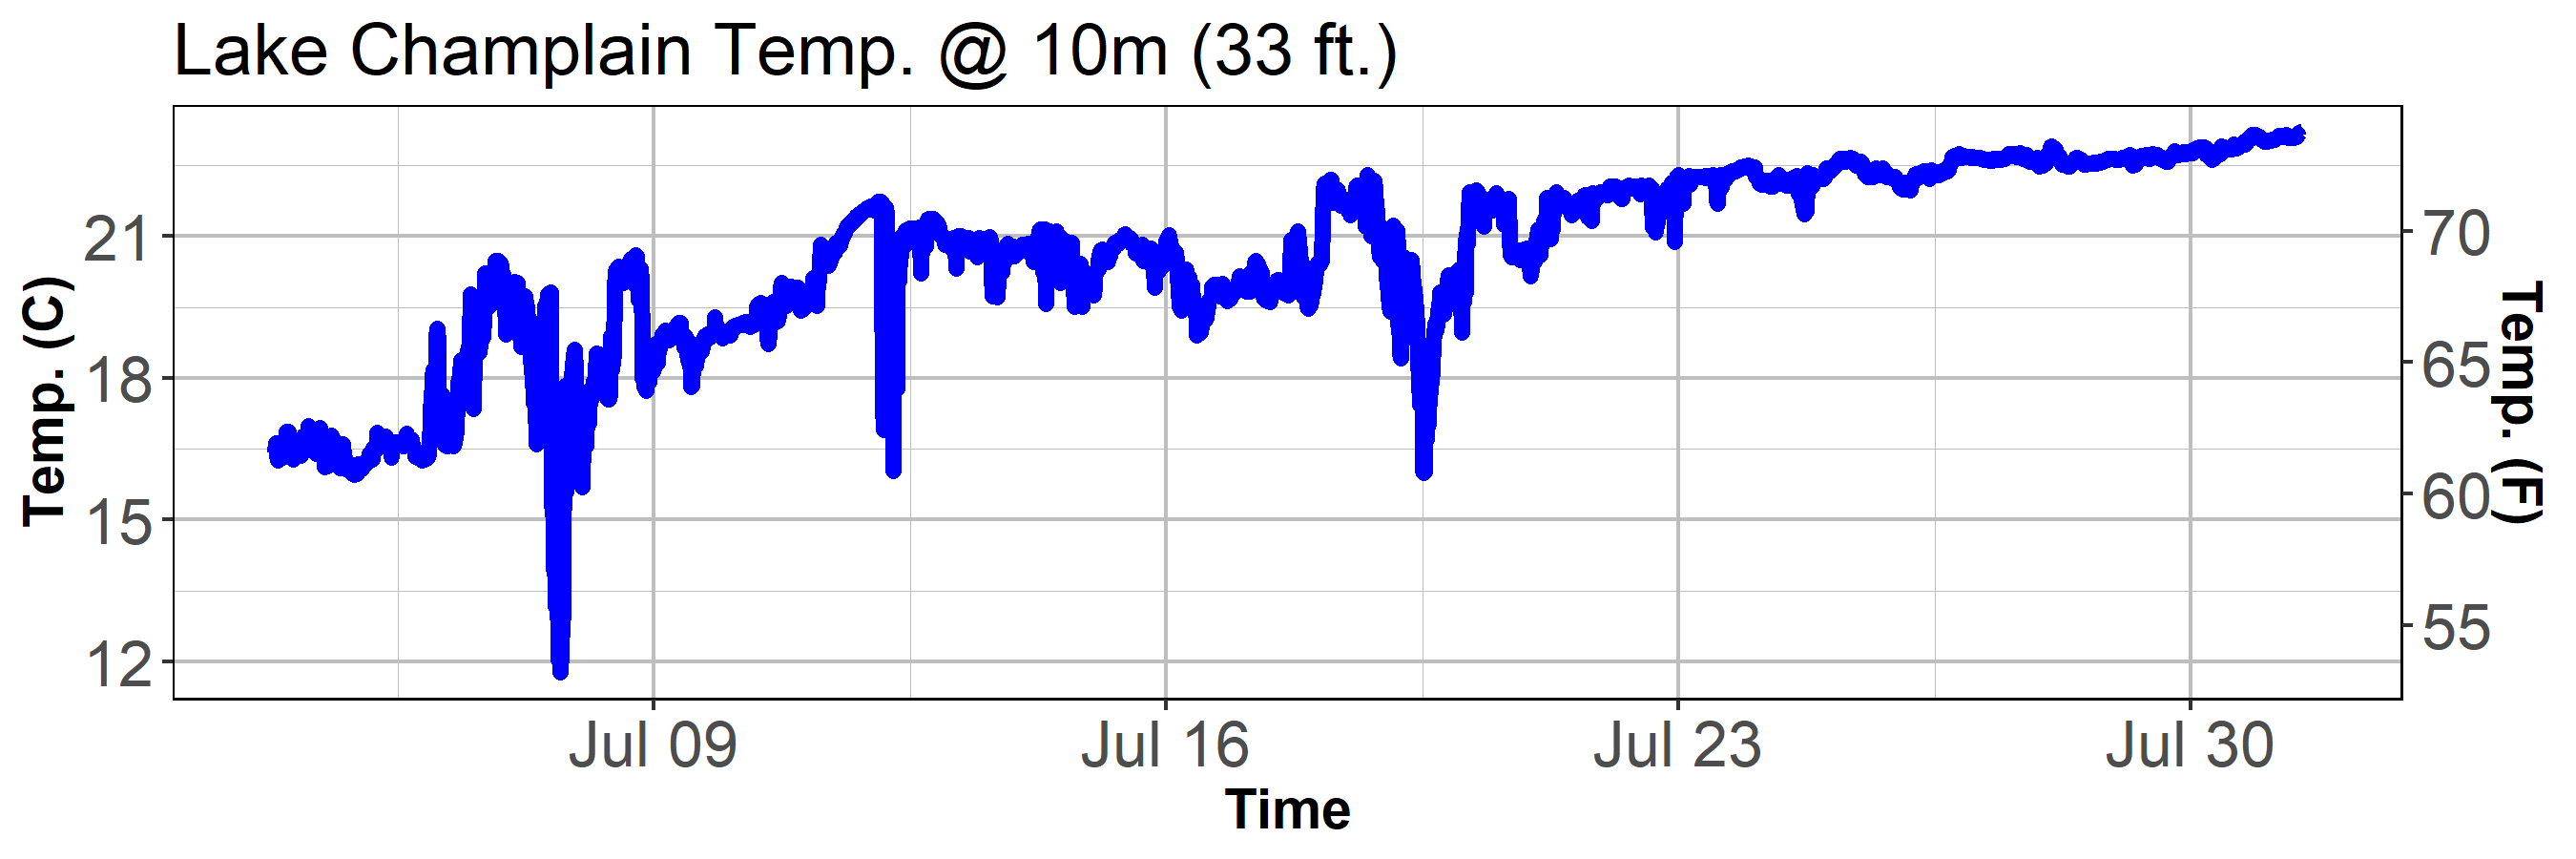 Lake Champlain Temp. @ 10m (33 ft.)
Temp. (C)
21
18
15
12
70
65
60
55
Temp. (F)
Jul 09 Jul 16 Jul 23 Jul 30
Time